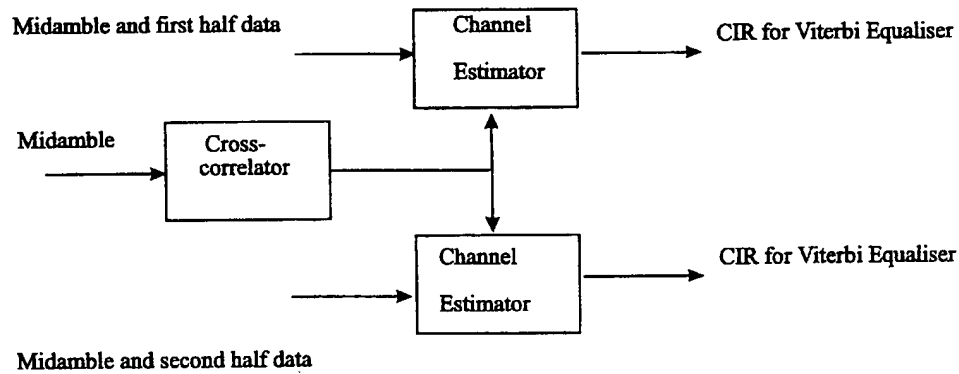 Midamble and first half data
Channel
Estimator
CIR for Viterbi Equaliser
Midamble
Cross-
correlator
Channel
Estimator
CIR for Viterbi Equaliser
Midamble and second half data